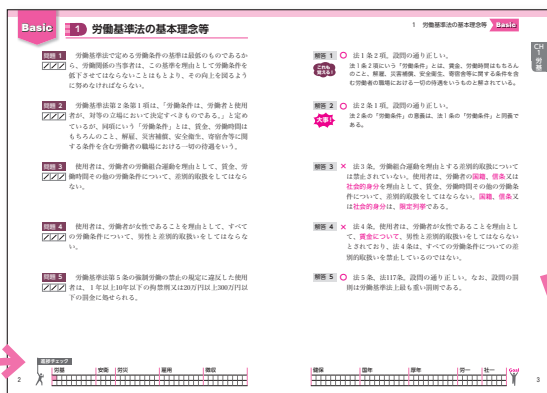 Basic
1 労働基準法の基本理念等
問題 1 労働基準法で定める労働条件の基準は最低のものであるか
ら、労働関係の当事者は、この基準を理由として労働条件を
低下させてはならないことはもとより、その向上を図るよう
に努めなければならない。
問題 2 労働基準法第2条第1項は、「労働条件は、労働者と使用
者が、対等の立場において決定すべきものである。」と定め
ているが、同項にいう「労働条件」とは、賃金、労働時間は
もちろんのこと、解雇、災害補償、安全衛生、寄宿舎等に関
する条件を含む労働者の職場における一切の待遇をいう。
問題 3 使用者は、労働者の労働組合運動を理由として、賃金、労
働時間その他の労働条件について、差別的取扱をしてはなら
ない。
問題 4 使用者は、労働者が女性であることを理由として、すべて
の労働条件について、男性と差別的取扱いをしてはならな
い。
問題 5 労働基準法第5条の強制労働の禁止の規定に違反した使用
者は、1年以上10年以下の拘禁刑又は20万円以上300万円以
下の罰金に処せられる。
進捗チェック
労基
安衛
労災
雇用
徴収
2
1 労働基準法の基本理念等
Basic
CH
1
労基
解答 1 ○ 法1条2項。設問の通り正しい。
これも
覚える!
法1条2項にいう「労働条件」とは、賃金、労働時間はもちろん
のこと、解雇、災害補償、安全衛生、寄宿舎等に関する条件を含
む労働者の職場における一切の待遇をいうものと解されている。
解答 2 ○ 法2条1項。設問の通り正しい。
大事!
法2条の「労働条件」の意義は、法1条の「労働条件」と同義で
ある。
解答 3 × 法3条。労働組合運動を理由とする差別的取扱について
は禁止されていない。使用者は、労働者の国籍、信条又は
社会的身分を理由として、賃金、労働時間その他の労働条
件について、差別的取扱をしてはならない。国籍、信条又
は社会的身分は、限定列挙である。
解答 4 × 法4条。使用者は、労働者が女性であることを理由とし
て、賃金について、男性と差別的取扱いをしてはならない
とされており、法4条は、すべての労働条件についての差
別的取扱いを禁止しているのではない。
解答 5 ○ 法5条、法117条。設問の通り正しい。なお、設問の罰
則は労働基準法上最も重い罰則である。
健保
国年
厚年
労一
社一
Goal
3